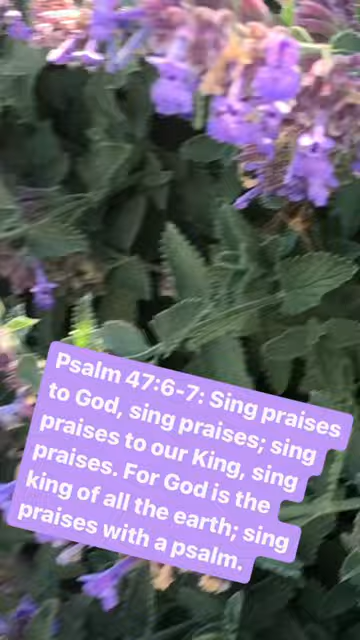 Psalm 47:6-7: Sing praises
to God, sing praises; sing
praises to our King, sing
praises. For God is the
king of all the earth; sing
praises with a psalm.